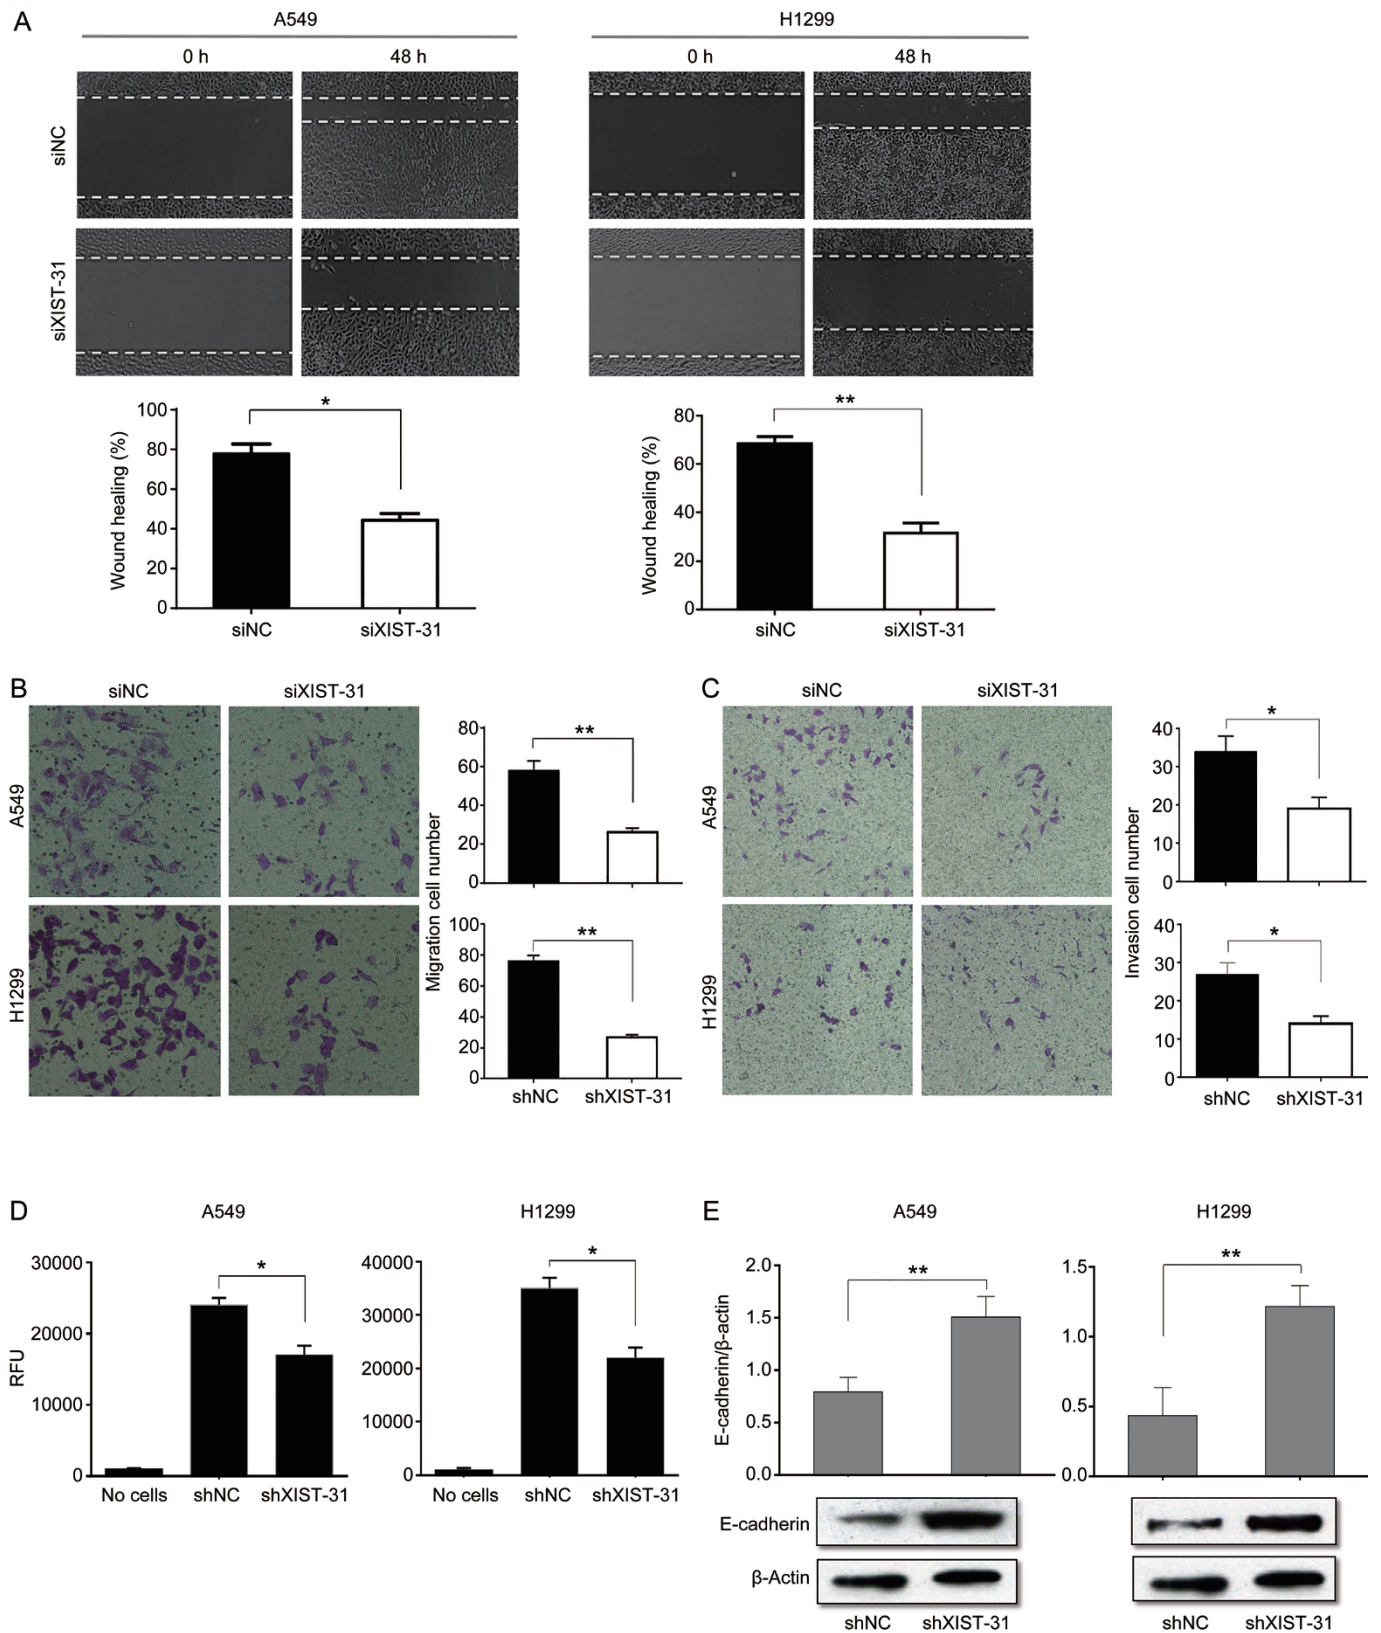 A
A549
H1299
0 h
48 h
0 h
48 h
siNC
siXIST-31
Wound healing (%)
100
80
60
40
20
0
*
siNC
siXIST-31
Wound healing (%)
80
60
40
20
0
**
siNC
siXIST-31
B
siNC
siXIST-31
A549
H1299
Migration cell number
80
60
40
20
0
**
100
80
60
40
20
0
**
shNC
shXIST-31
C
siNC
siXIST-31
A549
H1299
Invasion cell number
40
30
20
10
0
*
40
30
20
10
0
*
shNC
shXIST-31
D
A549
H1299
RFU
30000
20000
10000
0
*
No cells
shNC
shXIST-31
40000
30000
20000
10000
0
*
No cells
shNC
shXIST-31
E
A549
H1299
E-cadherin/β-actin
2.0
1.5
1.0
0.5
0.0
**
1.5
1.0
0.5
0.0
**
E-cadherin
β-Actin
shNC
shXIST-31
shNC
shXIST-31